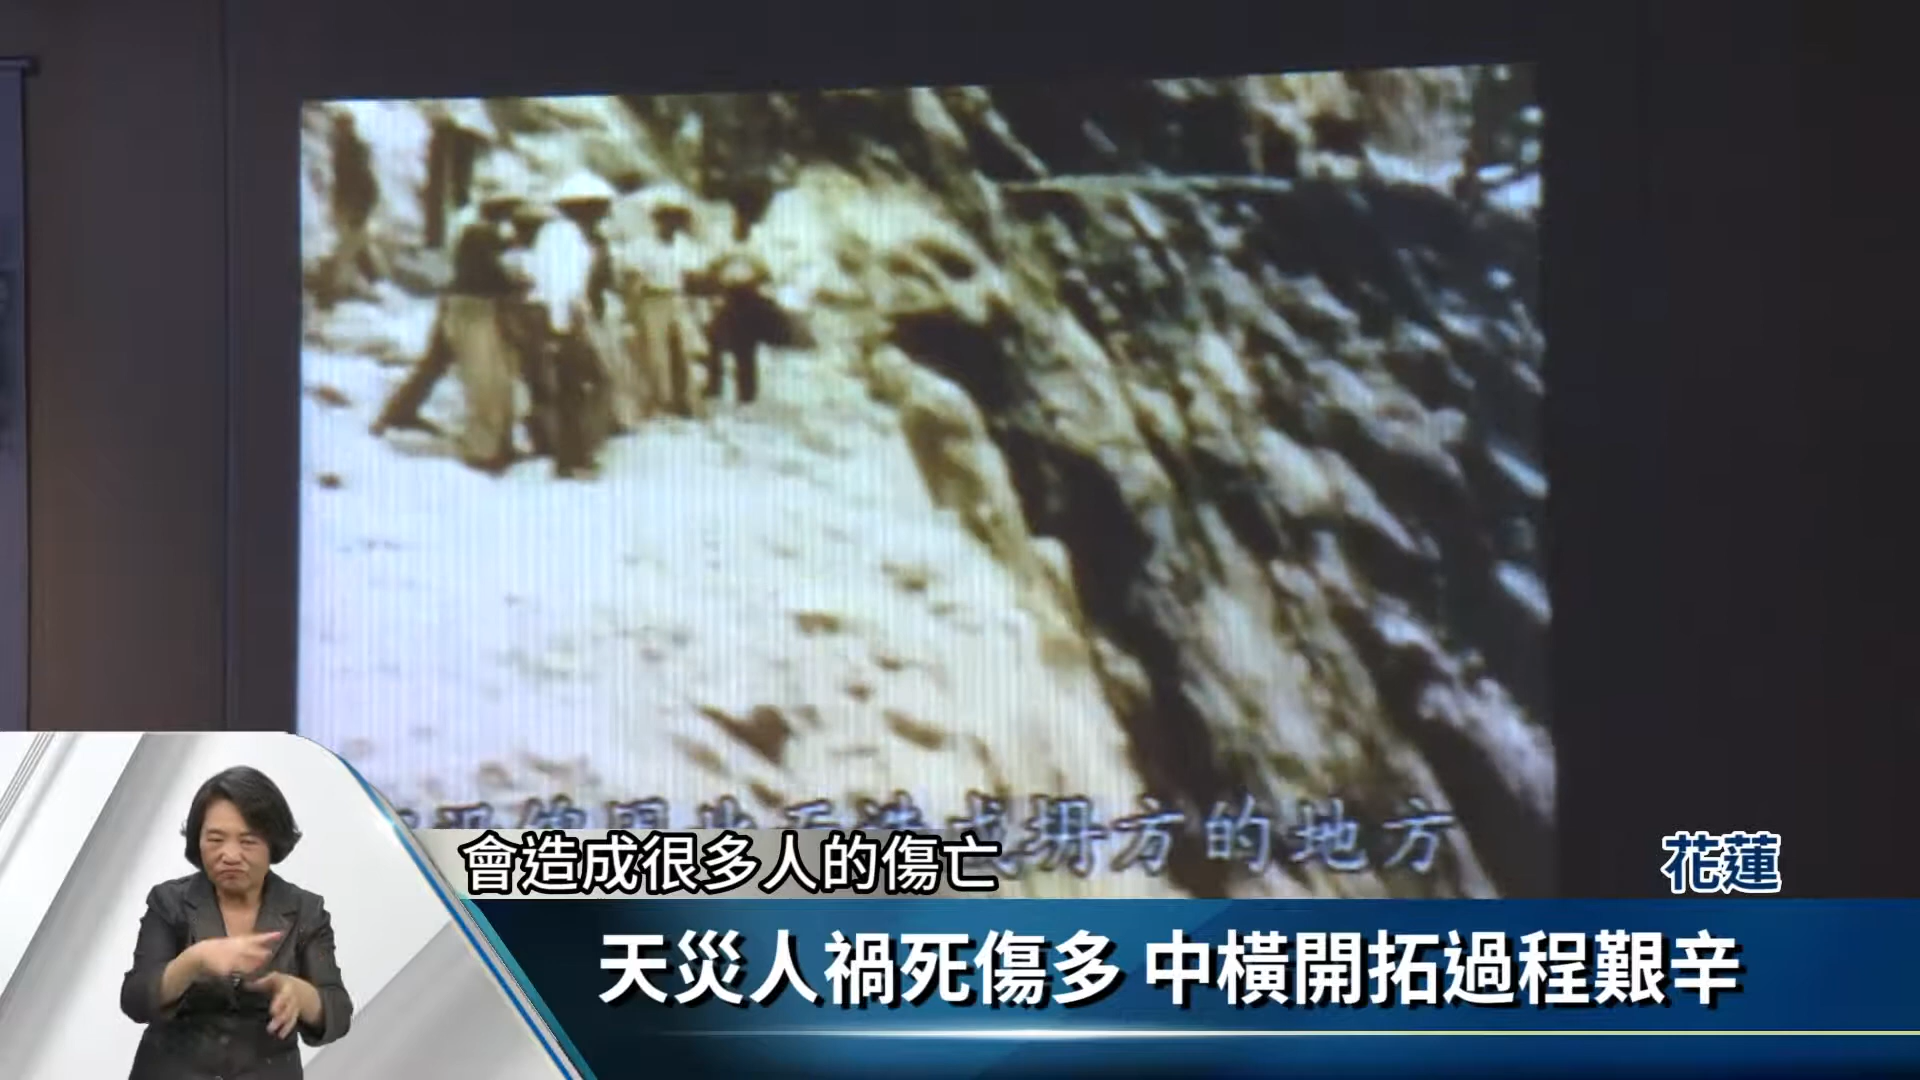 坍方的地方
會造成很多人的傷亡
花蓮
天災人禍死傷多 中橫開拓過程艱辛